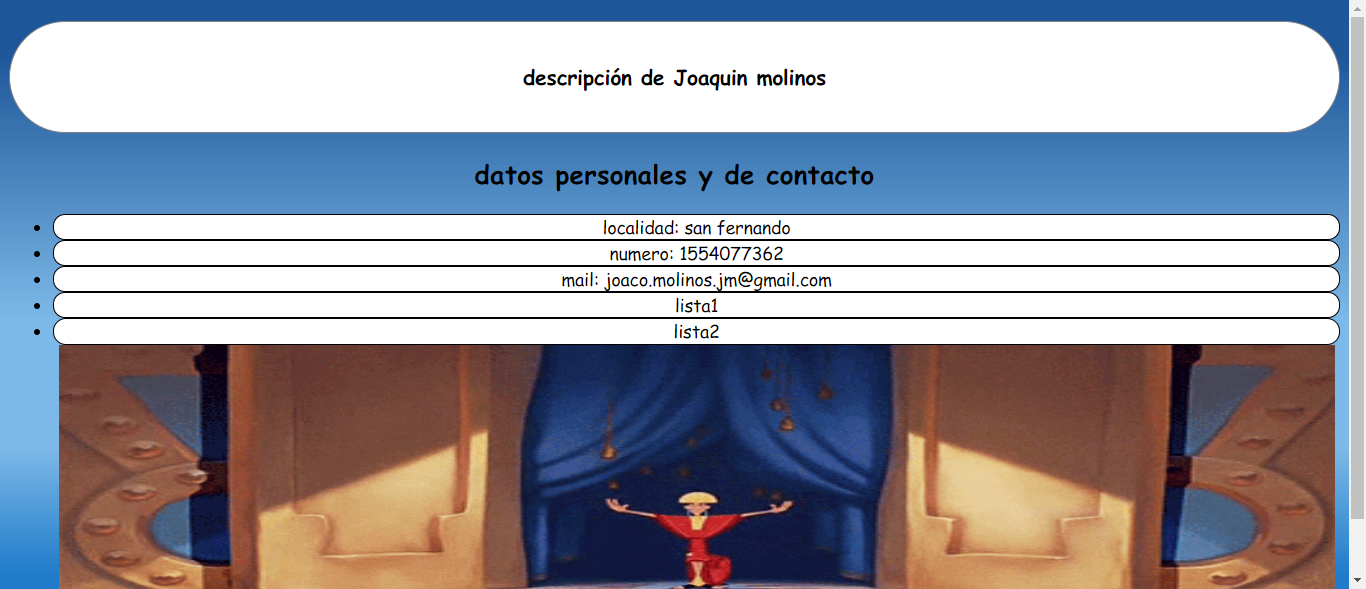 descripción de Joaquin molinos
datos personales y de contacto
localidad: san fernando
numero: 1554077362
mail: joaco.molinos.jm@gmail.com
lista1
lista2